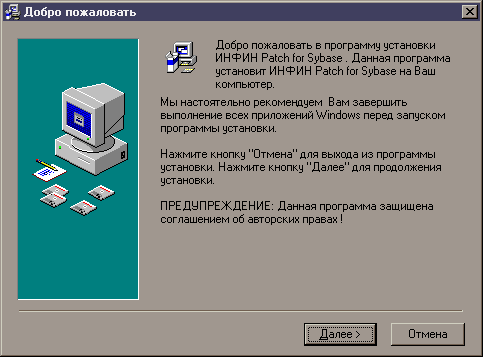 Добро пожаловать
Добро пожаловать в программу установки
ИНФИН Patch for Sybase . Данная программа
установит ИНФИН Patch for Sybase на Ваш
компьютер.
Мы настоятельно рекомендуем  Вам завершить
выполнение всех приложений Windows перед запуском
программы установки.
Нажмите кнопку "Отмена" для выхода из программы
установки. Нажмите кнопку "Далее" для продолжения
установки.
ПРЕДУПРЕЖДЕНИЕ: Данная программа защищена
соглашением об авторских правах !
Далее >
Отмена